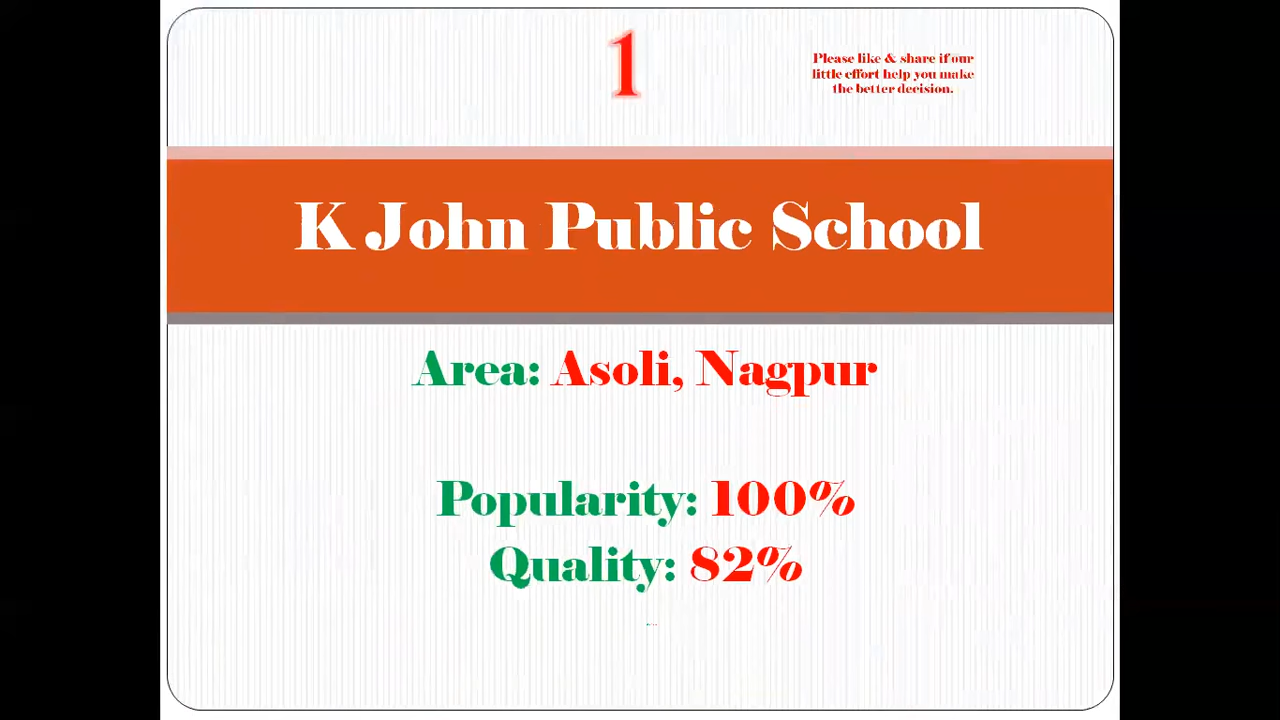 1
Please like & share if our
little effort help you make
the better decision.
K John Public School
Area: Asoli, Nagpur
Popularity: 100%
Quality: 82%